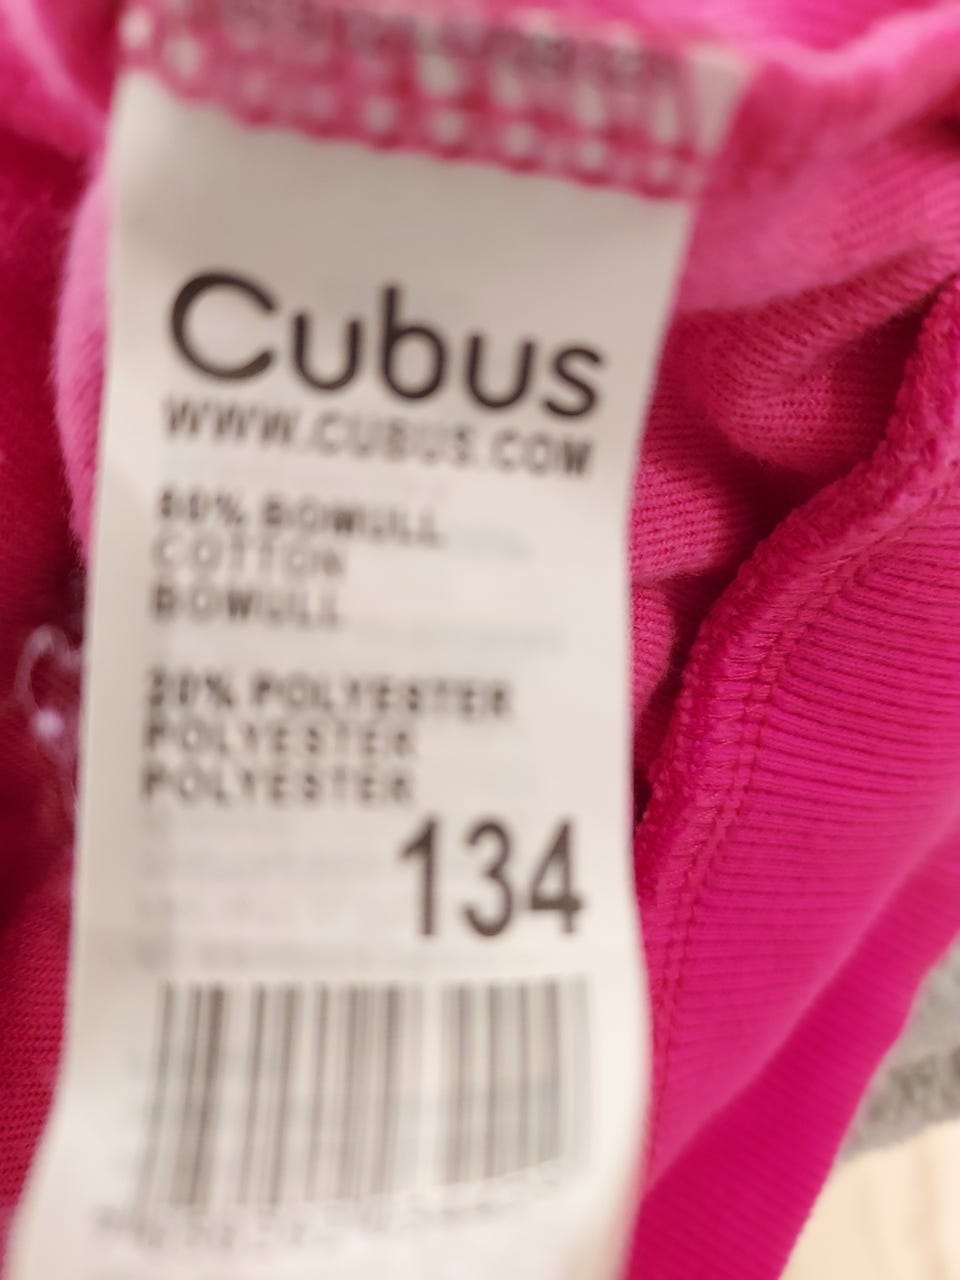 Cubus
WWW.CUBUS.COM
80% BOMULL
COTTON
BOMULL
20% POLYESTER
POLYESTER
POLYESTER
134